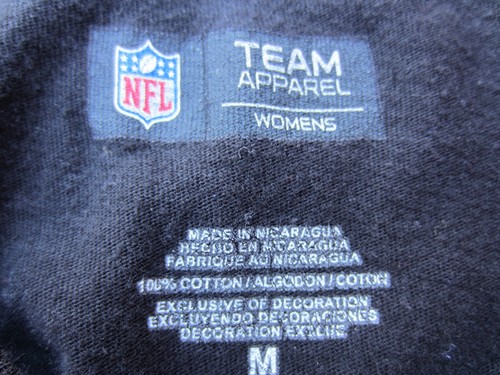 NFL
TEAM
APPAREL
WOMENS
MADE IN NICARAGUA
HECHO EN NICARAGUA
FABRIQUE AU NICARAGUA
100% COTTON / ALGODON / COTON
EXCLUSIVE OF DECORATION
EXCLUYENDO DECORACIONES
DECORATION EXCLUE
M